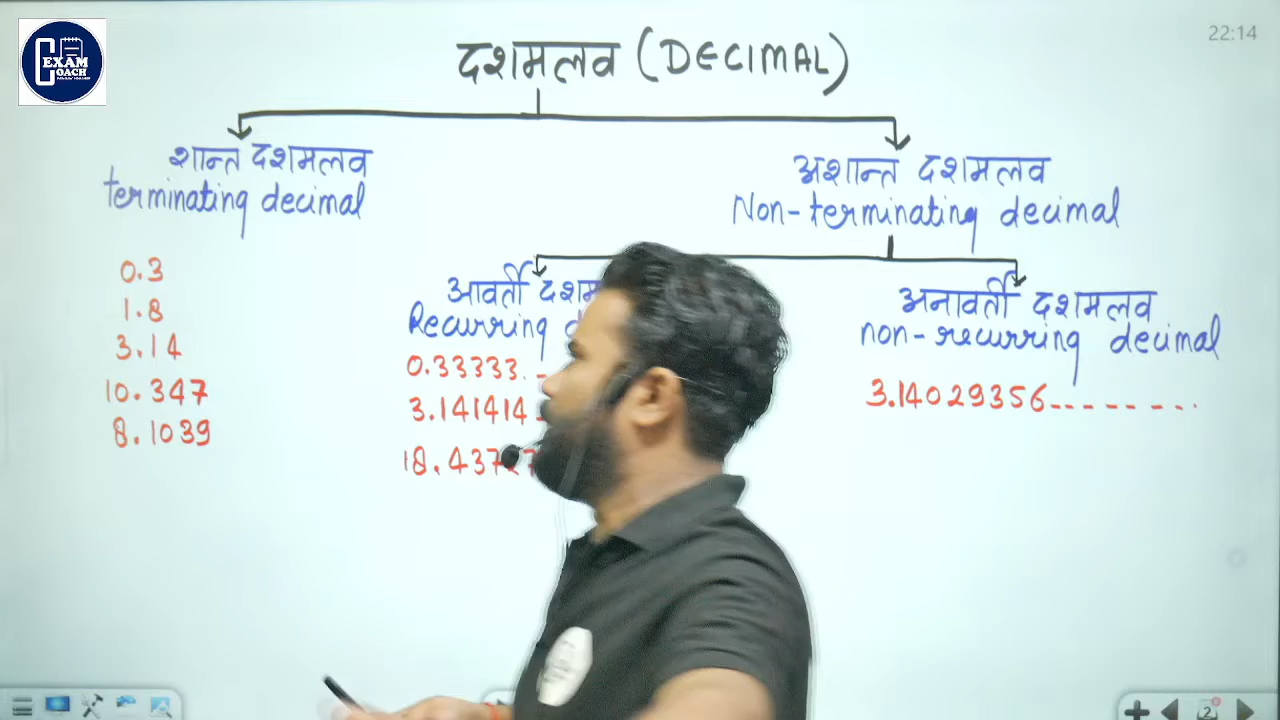 EXAM
COACH
22:14
दशमलव (DECIMAL)
शान्त दशमलव
terminating decimal
0.3
1.8
3.14
10.347
8.1039
अशान्त दशमलव
Non-terminating decimal
आवर्ती
Recurring
0.33333.
3.141414
18.437
अनावर्ती दशमलव
non-recurring decimal
3.14029356--------
2